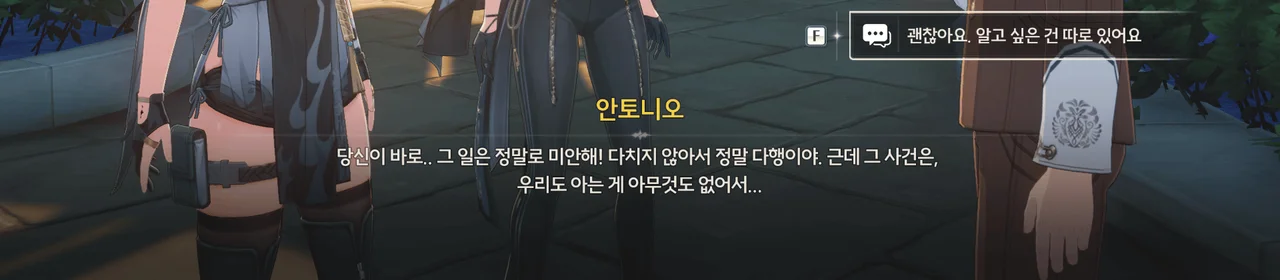 F
괜찮아요. 알고 싶은 건 따로 있어요
안토니오
당신이 바로.. 그 일은 정말로 미안해! 다치지 않아서 정말 다행이야. 근데 그 사건은,
우리도 아는 게 아무것도 없어서...